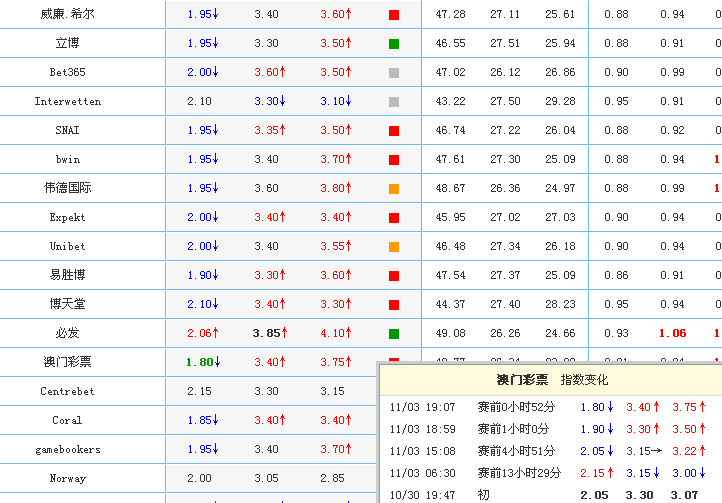 威廉.希尔 1.95↓ 3.40 3.60↑ 47.28 27.11 25.61 0.88 0.94 0
立博 1.95↓ 3.30 3.50↑ 46.55 27.51 25.94 0.88 0.91 0
Bet365 2.00↓ 3.60↑ 3.50↑ 47.02 26.12 26.86 0.90 0.99 0
Interwetten 2.10 3.30↓ 3.10↓ 43.22 27.50 29.28 0.95 0.91 0
SNAI 1.95↓ 3.35↑ 3.50↑ 46.74 27.22 26.04 0.88 0.92 0
bwin 1.95↓ 3.40 3.70↑ 47.61 27.30 25.09 0.88 0.94 1
伟德国际 1.95↓ 3.60 3.80↑ 48.67 26.36 24.97 0.88 0.99 1
Expekt 2.00↓ 3.40↑ 3.40↑ 45.95 27.02 27.03 0.90 0.94 0
Unibet 2.00↓ 3.40 3.55↑ 46.48 27.34 26.18 0.90 0.94 0
易胜博 1.90↓ 3.30↑ 3.60↑ 47.54 27.37 25.09 0.86 0.91 0
博天堂 2.10↓ 3.40↑ 3.30↑ 44.37 27.40 28.23 0.95 0.94 0
必发 2.06↑ 3.85↑ 4.10↑ 49.08 26.26 24.66 0.93 1.06 1
澳门彩票 1.80↓ 3.40↑ 3.75↑
Centrebet 2.15 3.30 3.15
Coral 1.85↓ 3.40↑ 3.40↑
gamebookers 1.95↓ 3.40 3.70↑
Norway 2.00 3.05 2.85
澳门彩票 指数变化
11/03 19:07 赛前0小时52分 1.80↓ 3.40↑ 3.75↑
11/03 18:59 赛前1小时0分 1.90↓ 3.30↑ 3.50↑
11/03 15:08 赛前4小时51分 2.05↓ 3.15→ 3.22↑
11/03 06:30 赛前13小时29分 2.15↑ 3.15↓ 3.00↓
10/30 19:47 初 2.05 3.30 3.07